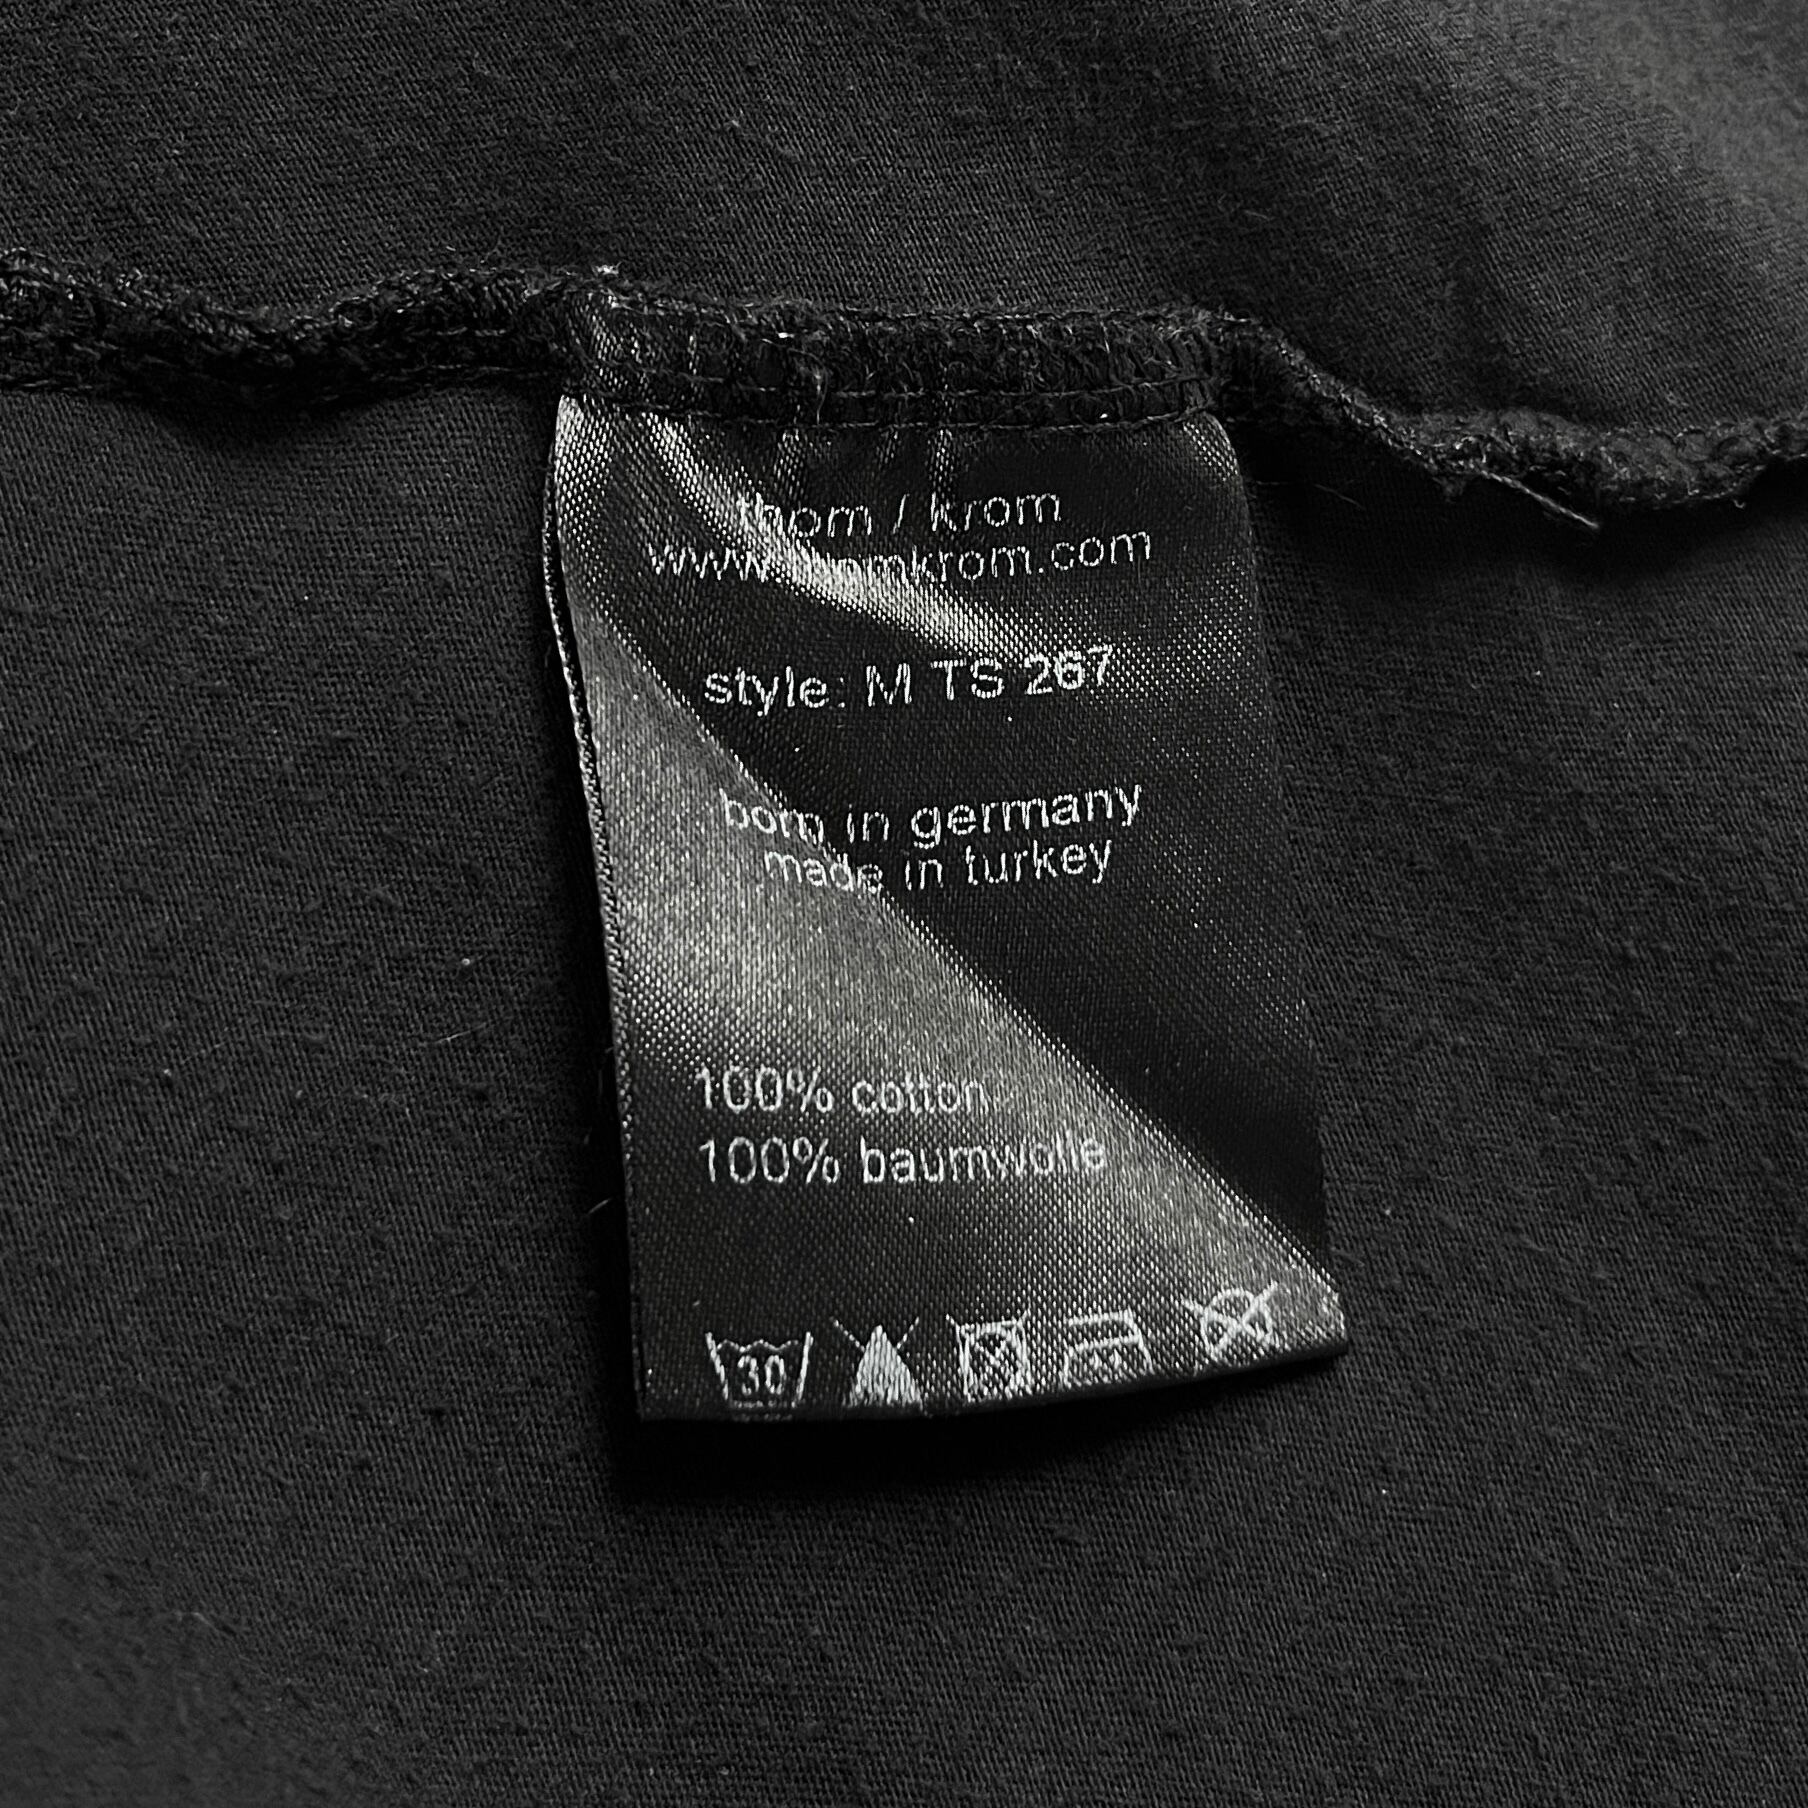 thom / krom
www.thomkrom.com
style: M TS 267
born in germany
made in turkey
100% cotton
100% baumwolle
30